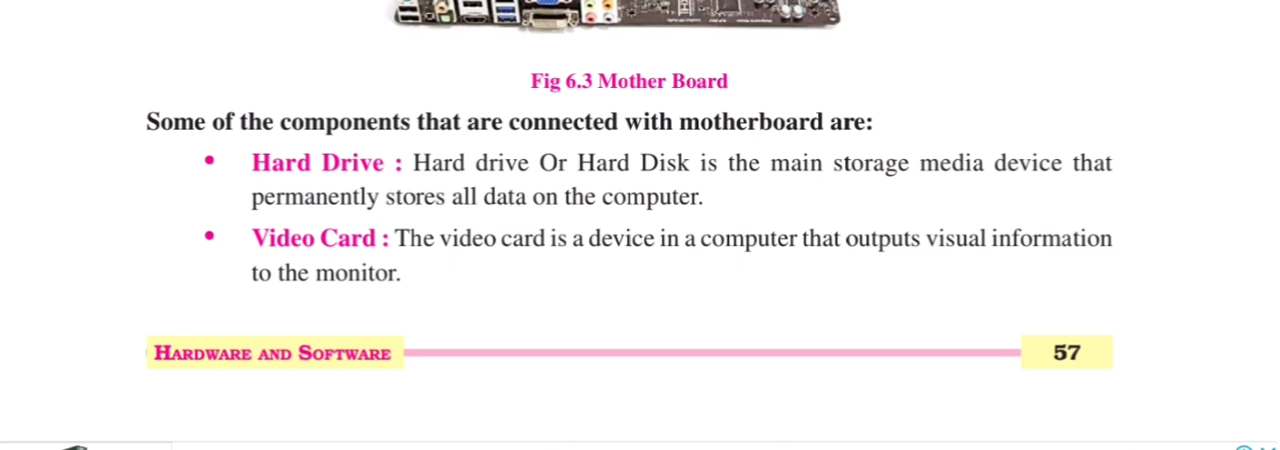 Fig 6.3 Mother Board
Some of the components that are connected with motherboard are:
• Hard Drive : Hard drive Or Hard Disk is the main storage media device that
permanently stores all data on the computer.
• Video Card : The video card is a device in a computer that outputs visual information
to the monitor.
HARDWARE AND SOFTWARE 57